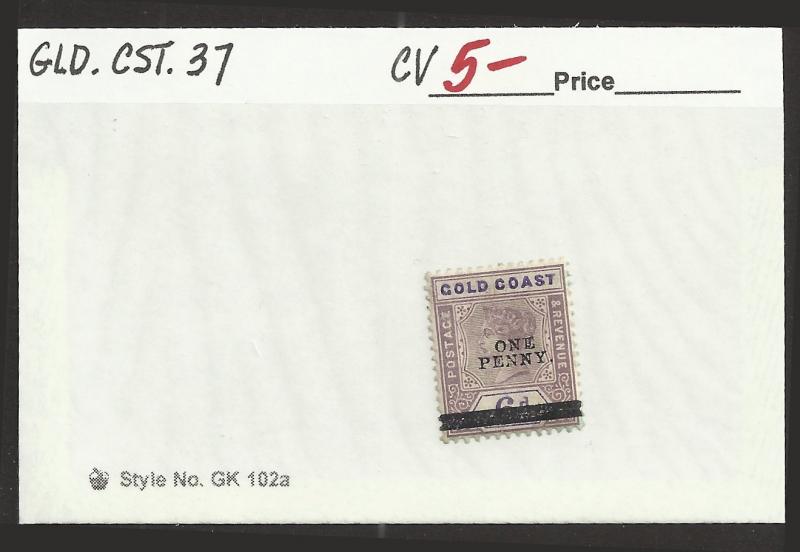 GLD. CST. 37 CV 5- Price
GOLD COAST
POSTAGE
& REVENUE
ONE
PENNY.
6d
Style No. GK 102a